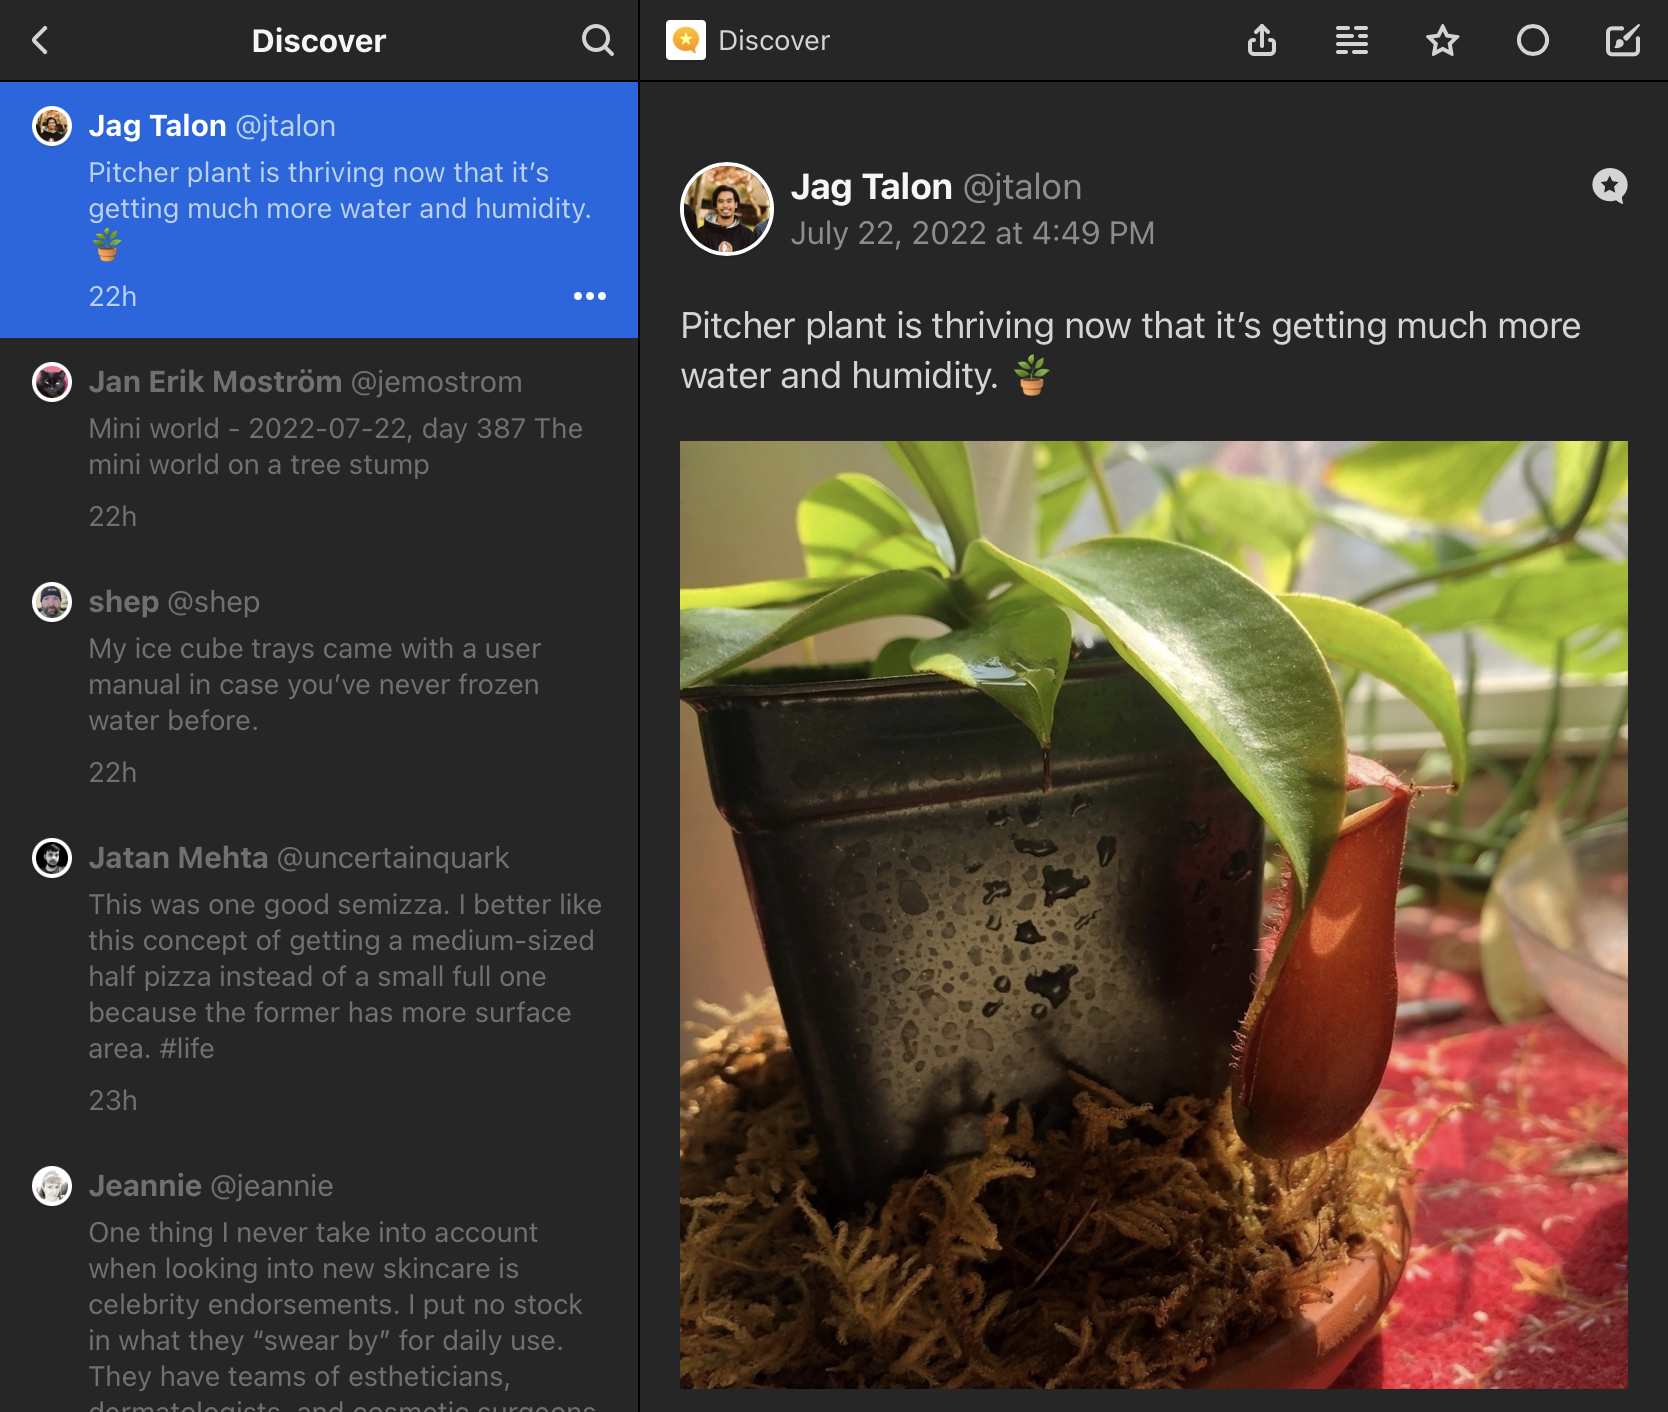 Discover
Jag Talon @jtalon
Pitcher plant is thriving now that it’s
getting much more water and humidity.
🪴
22h
Jan Erik Moström @jemostrom
Mini world - 2022-07-22, day 387 The
mini world on a tree stump
22h
shep @shep
My ice cube trays came with a user
manual in case you’ve never frozen
water before.
22h
Jatan Mehta @uncertainquark
This was one good semizza. I better like
this concept of getting a medium-sized
half pizza instead of a small full one
because the former has more surface
area. #life
23h
Jeannie @jeannie
One thing I never take into account
when looking into new skincare is
celebrity endorsements. I put no stock
in what they “swear by” for daily use.
They have teams of estheticians,
dermatologists, and cosmetic surgeons
Discover
Jag Talon @jtalon
July 22, 2022 at 4:49 PM
Pitcher plant is thriving now that it’s getting much more
water and humidity. 🪴